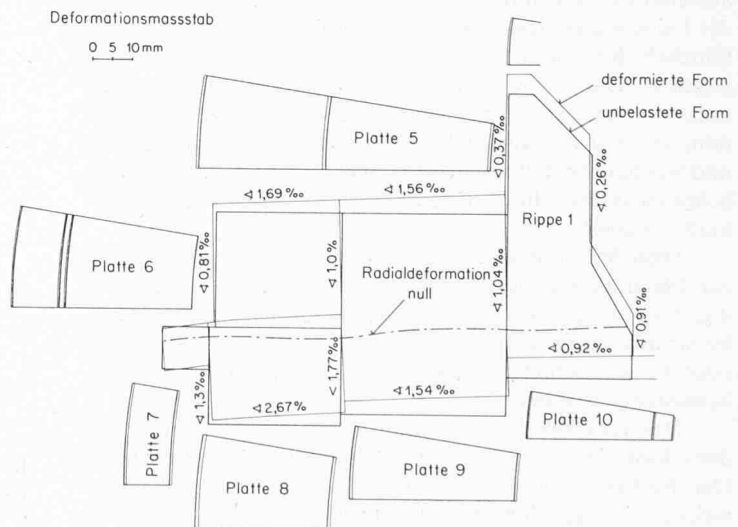 Deformationsmassstab
0 5 10mm
deformierte Form
unbelastete Form
Platte 5
∢ 0,37‰
∢ 0,26‰
∢ 1,69‰
∢ 1,56‰
Rippe 1
Platte 6
∢ 0,81‰
∢ 1,0‰
Radialdeformation
null
∢ 1,04‰
∢ 0,91‰
∢ 0,92‰
∢ 1,3‰
< 1,77‰
∢ 2,67‰
∢ 1,54‰
Platte 7
Platte 8
Platte 9
Platte 10